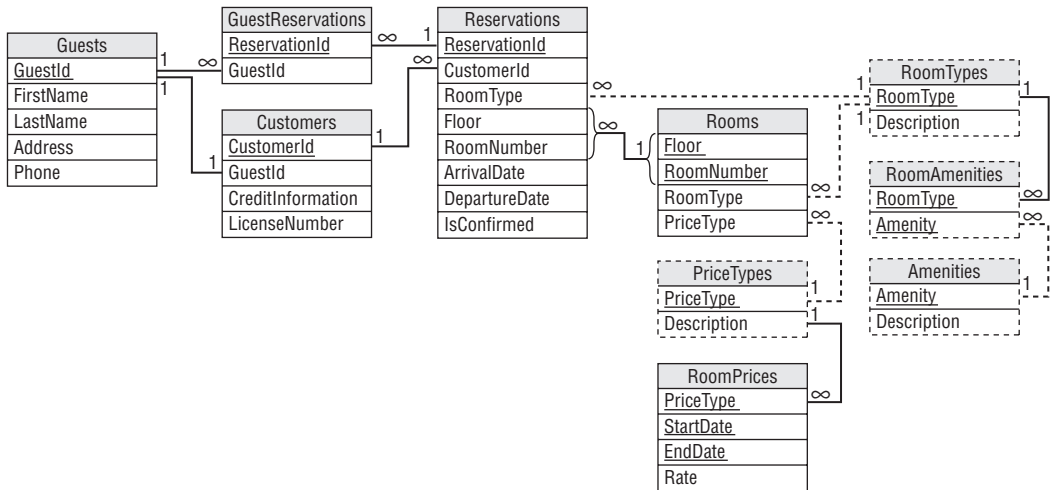 Guests
GuestId
FirstName
LastName
Address
Phone
1
1
∞
GuestReservations
ReservationId
GuestId
∞
1
Customers
CustomerId
GuestId
CreditInformation
LicenseNumber
1
1
∞
Reservations
ReservationId
CustomerId
RoomType
Floor
RoomNumber
ArrivalDate
DepartureDate
IsConfirmed
∞
∞
1
Rooms
Floor
RoomNumber
RoomType
PriceType
∞
∞
1
1
PriceTypes
PriceType
Description
1
1
∞
RoomPrices
PriceType
StartDate
EndDate
Rate
RoomTypes
RoomType
Description
1
∞
RoomAmenities
RoomType
Amenity
∞
1
Amenities
Amenity
Description